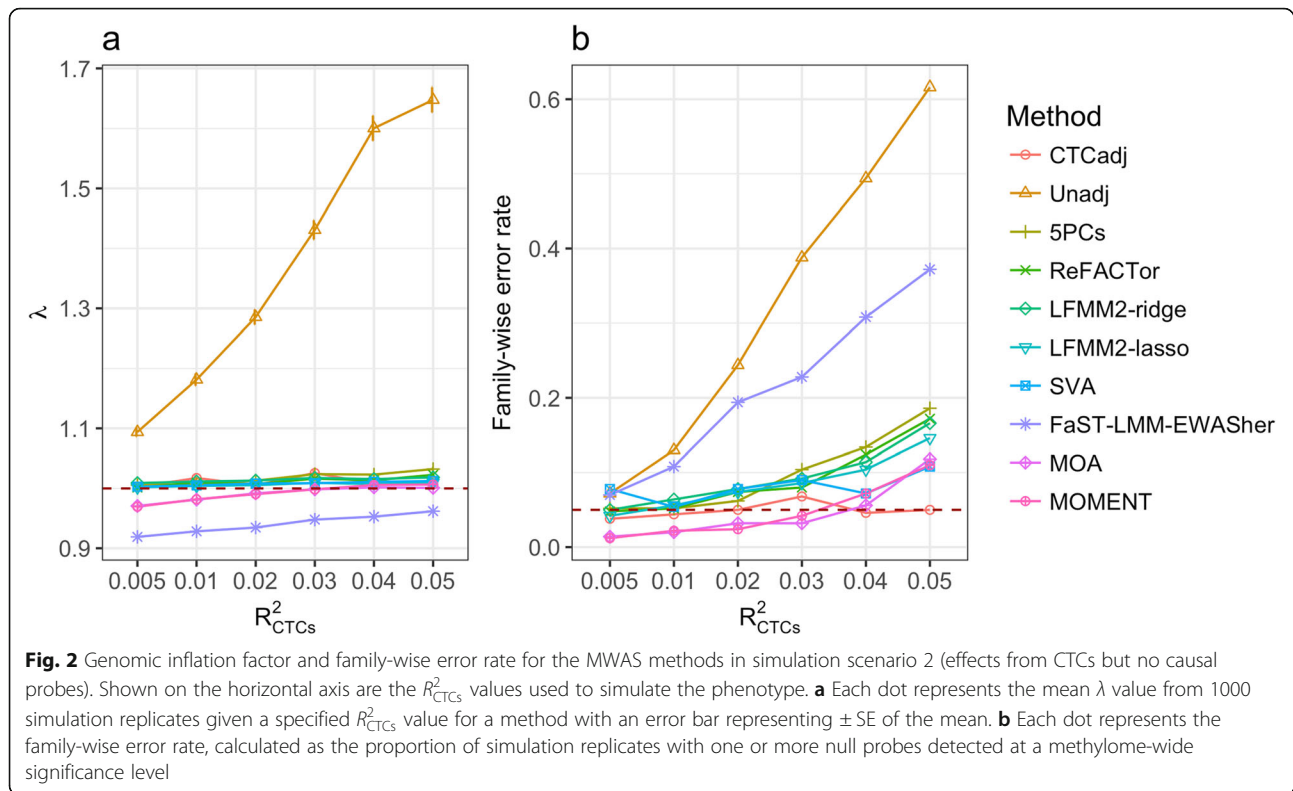 a
b
1.7
1.5
1.3
1.1
0.9
λ
0.005 0.01 0.02 0.03 0.04 0.05
R²CTCs
0.6
0.4
0.2
0.0
Family-wise error rate
0.005 0.01 0.02 0.03 0.04 0.05
R²CTCs
Method
CTCadj
Unadj
5PCs
ReFACTor
LFMM2-ridge
LFMM2-lasso
SVA
FaST-LMM-EWASher
MOA
MOMENT
Fig. 2 Genomic inflation factor and family-wise error rate for the MWAS methods in simulation scenario 2 (effects from CTCs but no causal
probes). Shown on the horizontal axis are the R²CTCs values used to simulate the phenotype. a Each dot represents the mean λ value from 1000
simulation replicates given a specified R²CTCs value for a method with an error bar representing ± SE of the mean. b Each dot represents the
family-wise error rate, calculated as the proportion of simulation replicates with one or more null probes detected at a methylome-wide
significance level